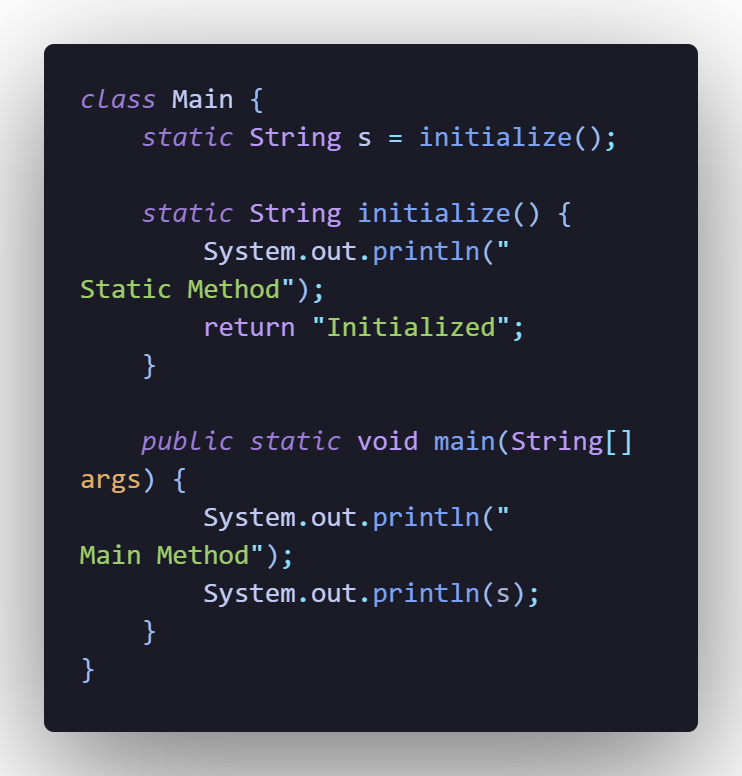 class Main {
    static String s = initialize();

    static String initialize() {
        System.out.println("
Static Method");
        return "Initialized";
    }

    public static void main(String[]
args) {
        System.out.println("
Main Method");
        System.out.println(s);
    }
}